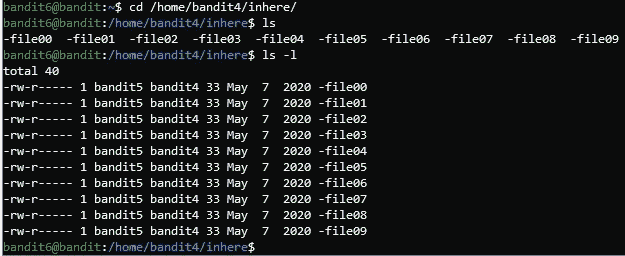 bandit6@bandit:~$ cd /home/bandit4/inhere/
bandit6@bandit:/home/bandit4/inhere$ ls
-file00  -file01  -file02  -file03  -file04  -file05  -file06  -file07  -file08  -file09
bandit6@bandit:/home/bandit4/inhere$ ls -l
total 40
-rw-r----- 1 bandit5 bandit4 33 May  7  2020 -file00
-rw-r----- 1 bandit5 bandit4 33 May  7  2020 -file01
-rw-r----- 1 bandit5 bandit4 33 May  7  2020 -file02
-rw-r----- 1 bandit5 bandit4 33 May  7  2020 -file03
-rw-r----- 1 bandit5 bandit4 33 May  7  2020 -file04
-rw-r----- 1 bandit5 bandit4 33 May  7  2020 -file05
-rw-r----- 1 bandit5 bandit4 33 May  7  2020 -file06
-rw-r----- 1 bandit5 bandit4 33 May  7  2020 -file07
-rw-r----- 1 bandit5 bandit4 33 May  7  2020 -file08
-rw-r----- 1 bandit5 bandit4 33 May  7  2020 -file09
bandit6@bandit:/home/bandit4/inhere$